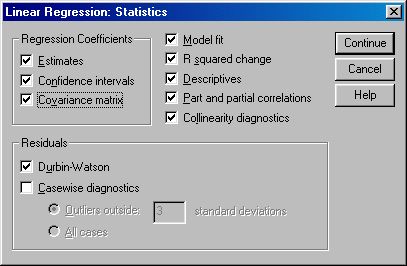 Linear Regression: Statistics
Regression Coefficients
Estimates
Confidence intervals
Covariance matrix
Model fit
R squared change
Descriptives
Part and partial correlations
Collinearity diagnostics
Continue
Cancel
Help
Residuals
Durbin-Watson
Casewise diagnostics
Outliers outside: 3 standard deviations
All cases